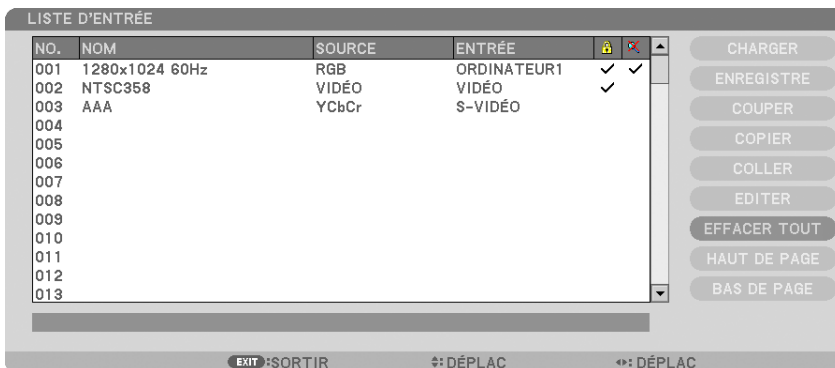 LISTE D'ENTRÉE
NO. NOM SOURCE ENTRÉE
001 1280x1024 60Hz RGB ORDINATEUR1
002 NTSC358 VIDÉO VIDÉO
003 AAA YCbCr S-VIDÉO
004
005
006
007
008
009
010
011
012
013
CHARGER
ENREGISTRE
COUPER
COPIER
COLLER
EDITER
EFFACER TOUT
HAUT DE PAGE
BAS DE PAGE
EXIT :SORTIR :DÉPLAC :DÉPLAC